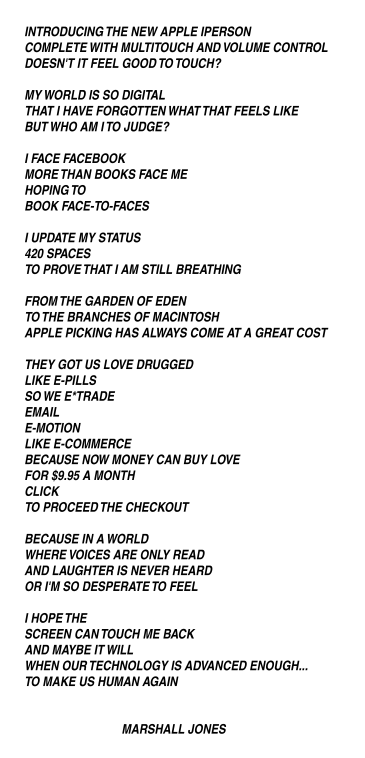 INTRODUCING THE NEW APPLE IPERSON
COMPLETE WITH MULTITOUCH AND VOLUME CONTROL
DOESN'T IT FEEL GOOD TO TOUCH?
MY WORLD IS SO DIGITAL
THAT I HAVE FORGOTTEN WHAT THAT FEELS LIKE
BUT WHO AM I TO JUDGE?
I FACE FACEBOOK
MORE THAN BOOKS FACE ME
HOPING TO
BOOK FACE-TO-FACES
I UPDATE MY STATUS
420 SPACES
TO PROVE THAT I AM STILL BREATHING
FROM THE GARDEN OF EDEN
TO THE BRANCHES OF MACINTOSH
APPLE PICKING HAS ALWAYS COME AT A GREAT COST
THEY GOT US LOVE DRUGGED
LIKE E-PILLS
SO WE E*TRADE
EMAIL
E-MOTION
LIKE E-COMMERCE
BECAUSE NOW MONEY CAN BUY LOVE
FOR $9.95 A MONTH
CLICK
TO PROCEED THE CHECKOUT
BECAUSE IN A WORLD
WHERE VOICES ARE ONLY READ
AND LAUGHTER IS NEVER HEARD
OR I'M SO DESPERATE TO FEEL
I HOPE THE
SCREEN CAN TOUCH ME BACK
AND MAYBE IT WILL
WHEN OUR TECHNOLOGY IS ADVANCED ENOUGH...
TO MAKE US HUMAN AGAIN
MARSHALL JONES